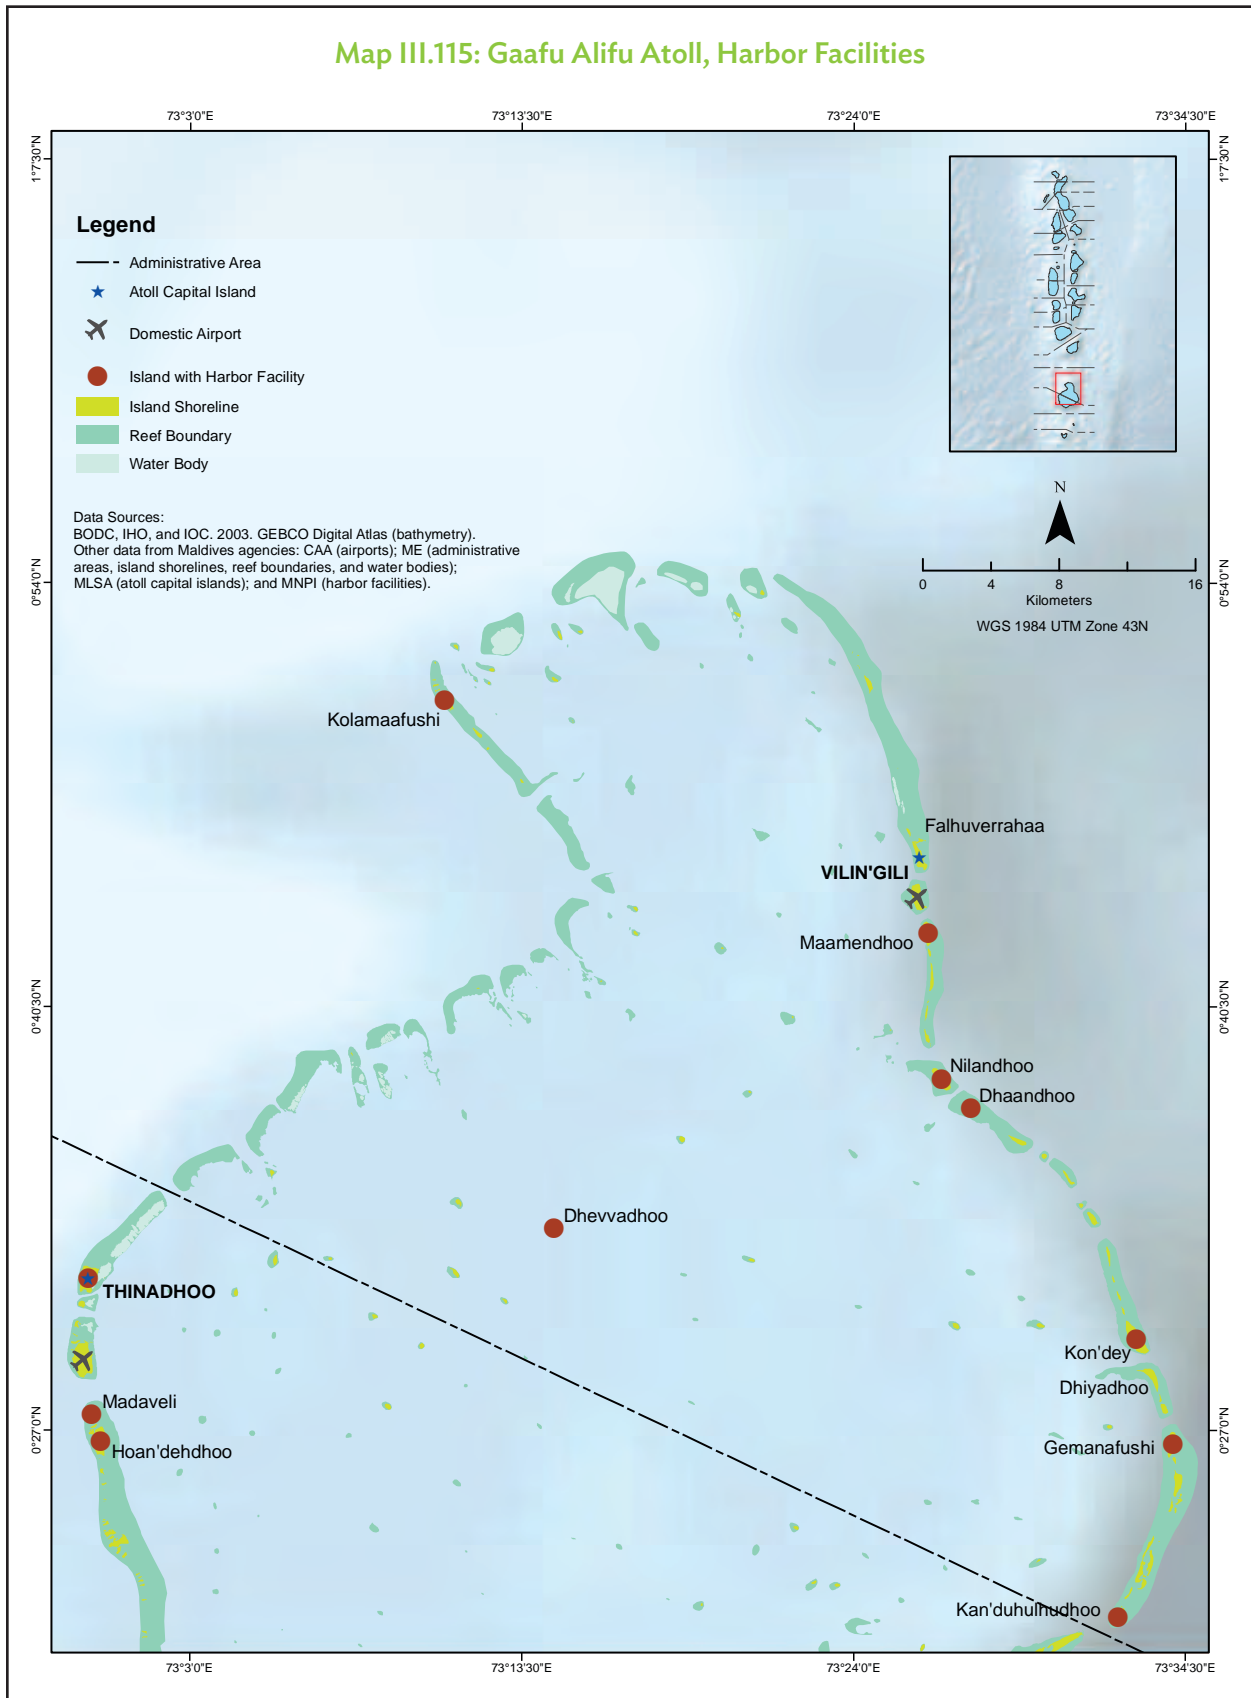 Map III.115: Gaafu Alifu Atoll, Harbor Facilities
73°3'0"E
73°13'30"E
73°24'0"E
73°34'30"E
1°7'30"N
1°7'30"N
Legend
Administrative Area
Atoll Capital Island
Domestic Airport
Island with Harbor Facility
Island Shoreline
Reef Boundary
Water Body
Data Sources:
BODC, IHO, and IOC. 2003. GEBCO Digital Atlas (bathymetry).
Other data from Maldives agencies: CAA (airports); ME (administrative
areas, island shorelines, reef boundaries, and water bodies);
MLSA (atoll capital islands); and MNPI (harbor facilities).
N
0 4 8 16
Kilometers
WGS 1984 UTM Zone 43N
0°54'0"N
0°54'0"N
Kolamaafushi
Falhuverrahaa
VILIN'GILI
Maamendhoo
0°40'30"N
0°40'30"N
Nilandhoo
Dhaandhoo
Dhevvadhoo
THINADHOO
Kon'dey
Dhiyadhoo
Madaveli
Hoan'dehdhoo
Gemanafushi
0°27'0"N
0°27'0"N
Kan'duhulhudhoo
73°3'0"E
73°13'30"E
73°24'0"E
73°34'30"E